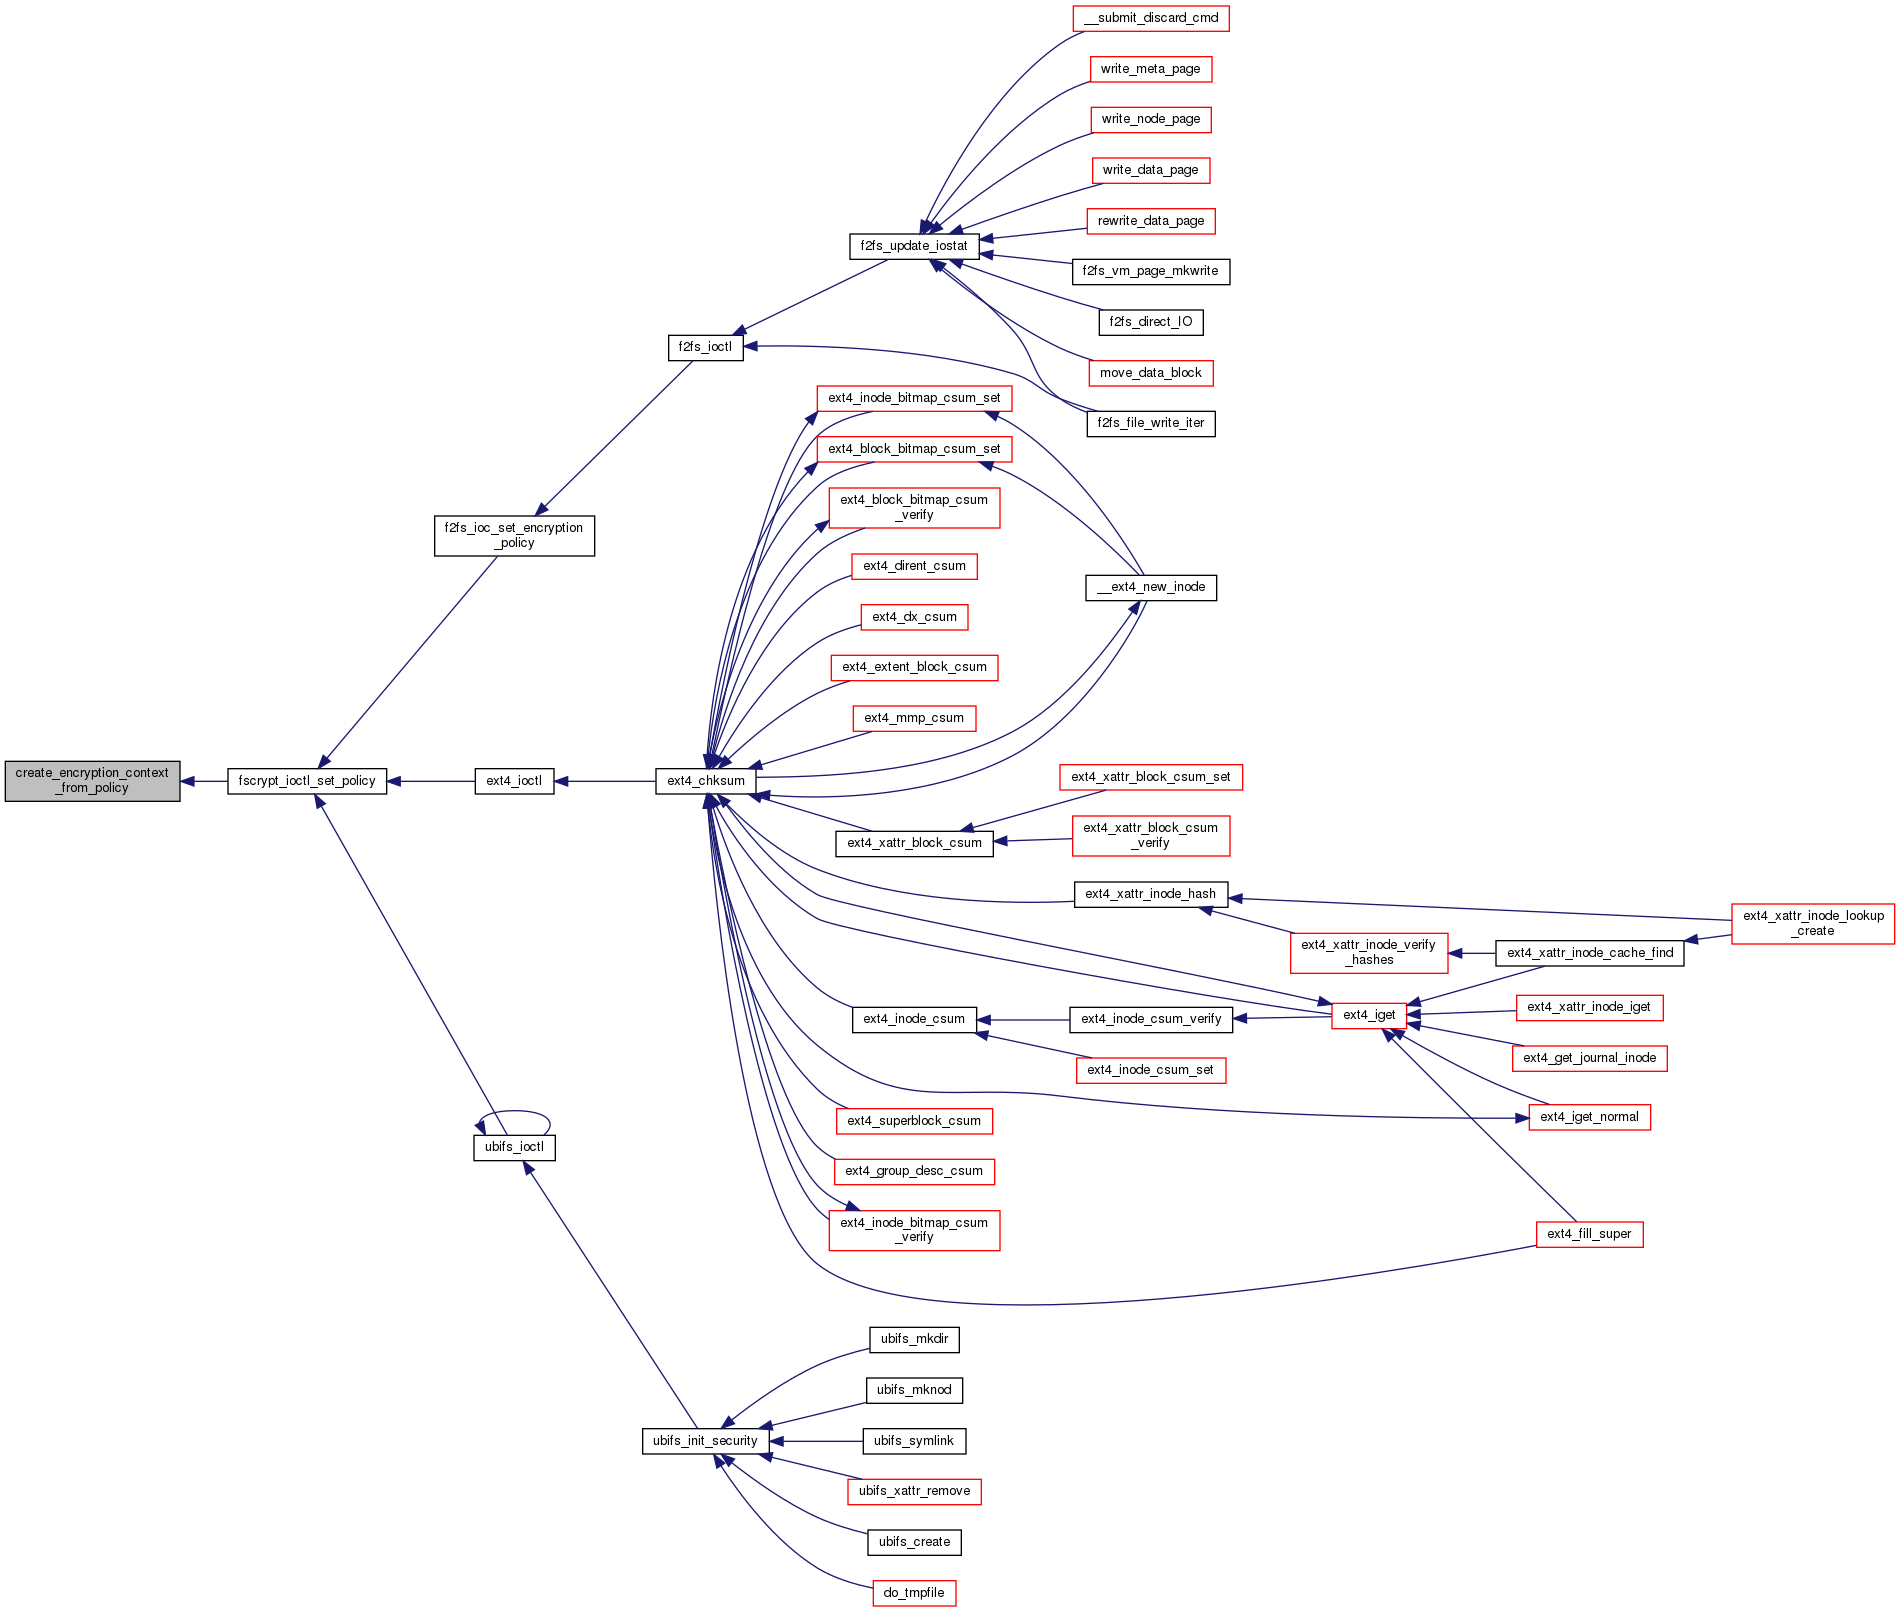 __submit_discard_cmd
write_meta_page
write_node_page
write_data_page
rewrite_data_page
f2fs_update_iostat
f2fs_vm_page_mkwrite
f2fs_direct_IO
f2fs_ioctl
move_data_block
ext4_inode_bitmap_csum_set
f2fs_file_write_iter
ext4_block_bitmap_csum_set
ext4_block_bitmap_csum
_verify
f2fs_ioc_set_encryption
_policy
ext4_dirent_csum
__ext4_new_inode
ext4_dx_csum
ext4_extent_block_csum
ext4_mmp_csum
create_encryption_context
_from_policy
fscrypt_ioctl_set_policy
ext4_ioctl
ext4_chksum
ext4_xattr_block_csum_set
ext4_xattr_block_csum
_verify
ext4_xattr_block_csum
ext4_xattr_inode_hash
ext4_xattr_inode_lookup
_create
ext4_xattr_inode_verify
_hashes
ext4_xattr_inode_cache_find
ext4_inode_csum
ext4_inode_csum_verify
ext4_iget
ext4_xattr_inode_iget
ext4_get_journal_inode
ext4_inode_csum_set
ext4_superblock_csum
ext4_iget_normal
ubifs_ioctl
ext4_group_desc_csum
ext4_inode_bitmap_csum
_verify
ext4_fill_super
ubifs_mkdir
ubifs_mknod
ubifs_init_security
ubifs_symlink
ubifs_xattr_remove
ubifs_create
do_tmpfile